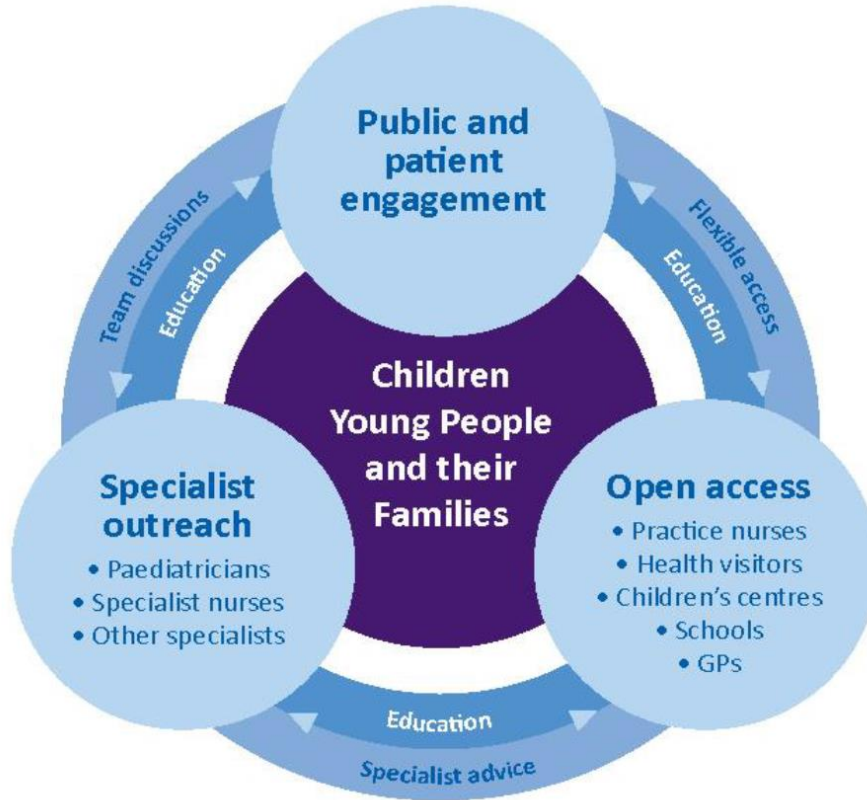 Public and
patient
engagement
Team discussions
Education
Flexible access
Education
Children
Young People
and their
Families
Specialist
outreach
• Paediatricians
• Specialist nurses
• Other specialists
Open access
• Practice nurses
• Health visitors
• Children's centres
• Schools
• GPs
Education
Specialist advice